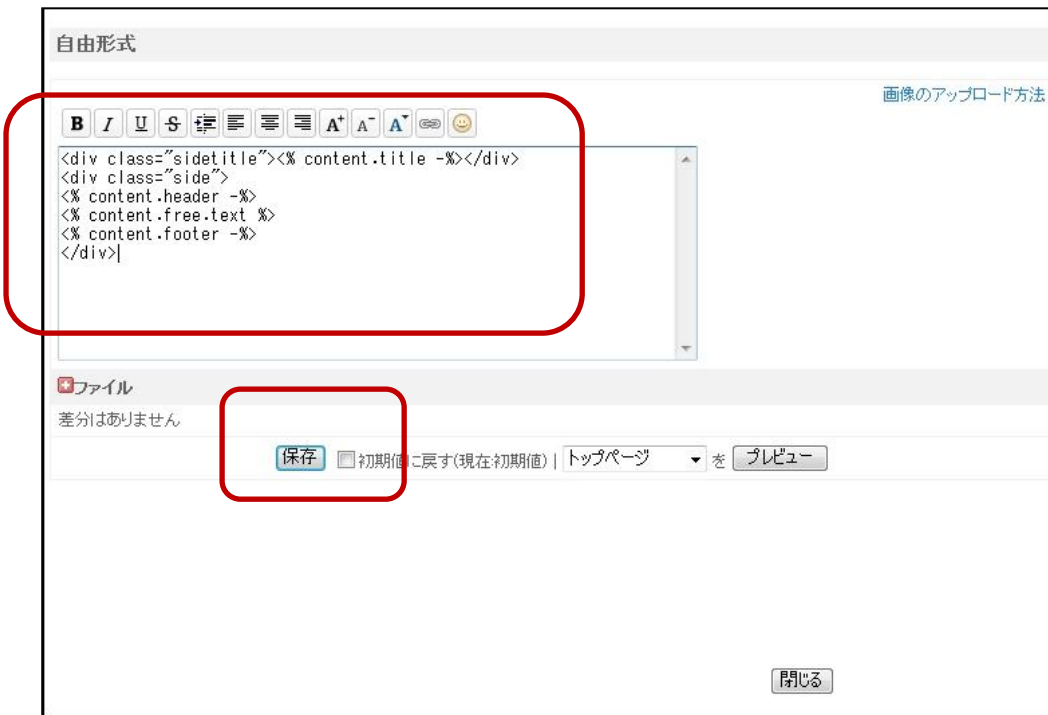 自由形式
画像のアップロード方法
B I U S A+ A- A
<div class="sidetitle"><% content.title -%></div>
<div class="side">
<% content.header -%>
<% content.free.text %>
<% content.footer -%>
</div>
ファイル
差分はありません
保存 初期値に戻す(現在:初期値) | トップページ を プレビュー
閉じる